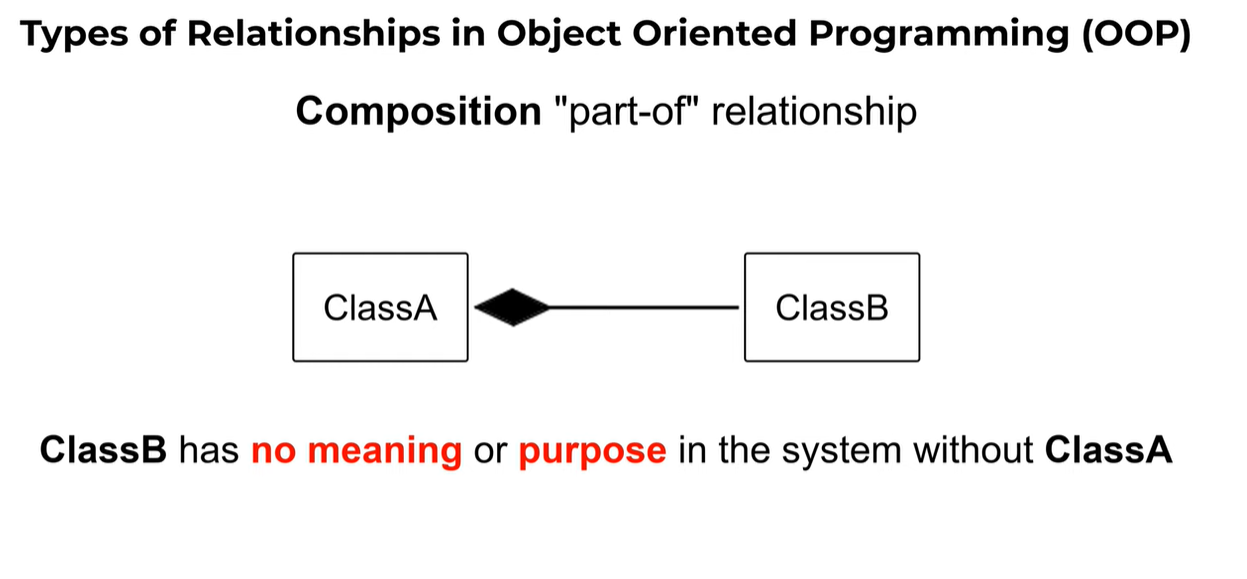 Types of Relationships in Object Oriented Programming (OOP)
Composition "part-of" relationship
ClassA
ClassB
ClassB has no meaning or purpose in the system without ClassA